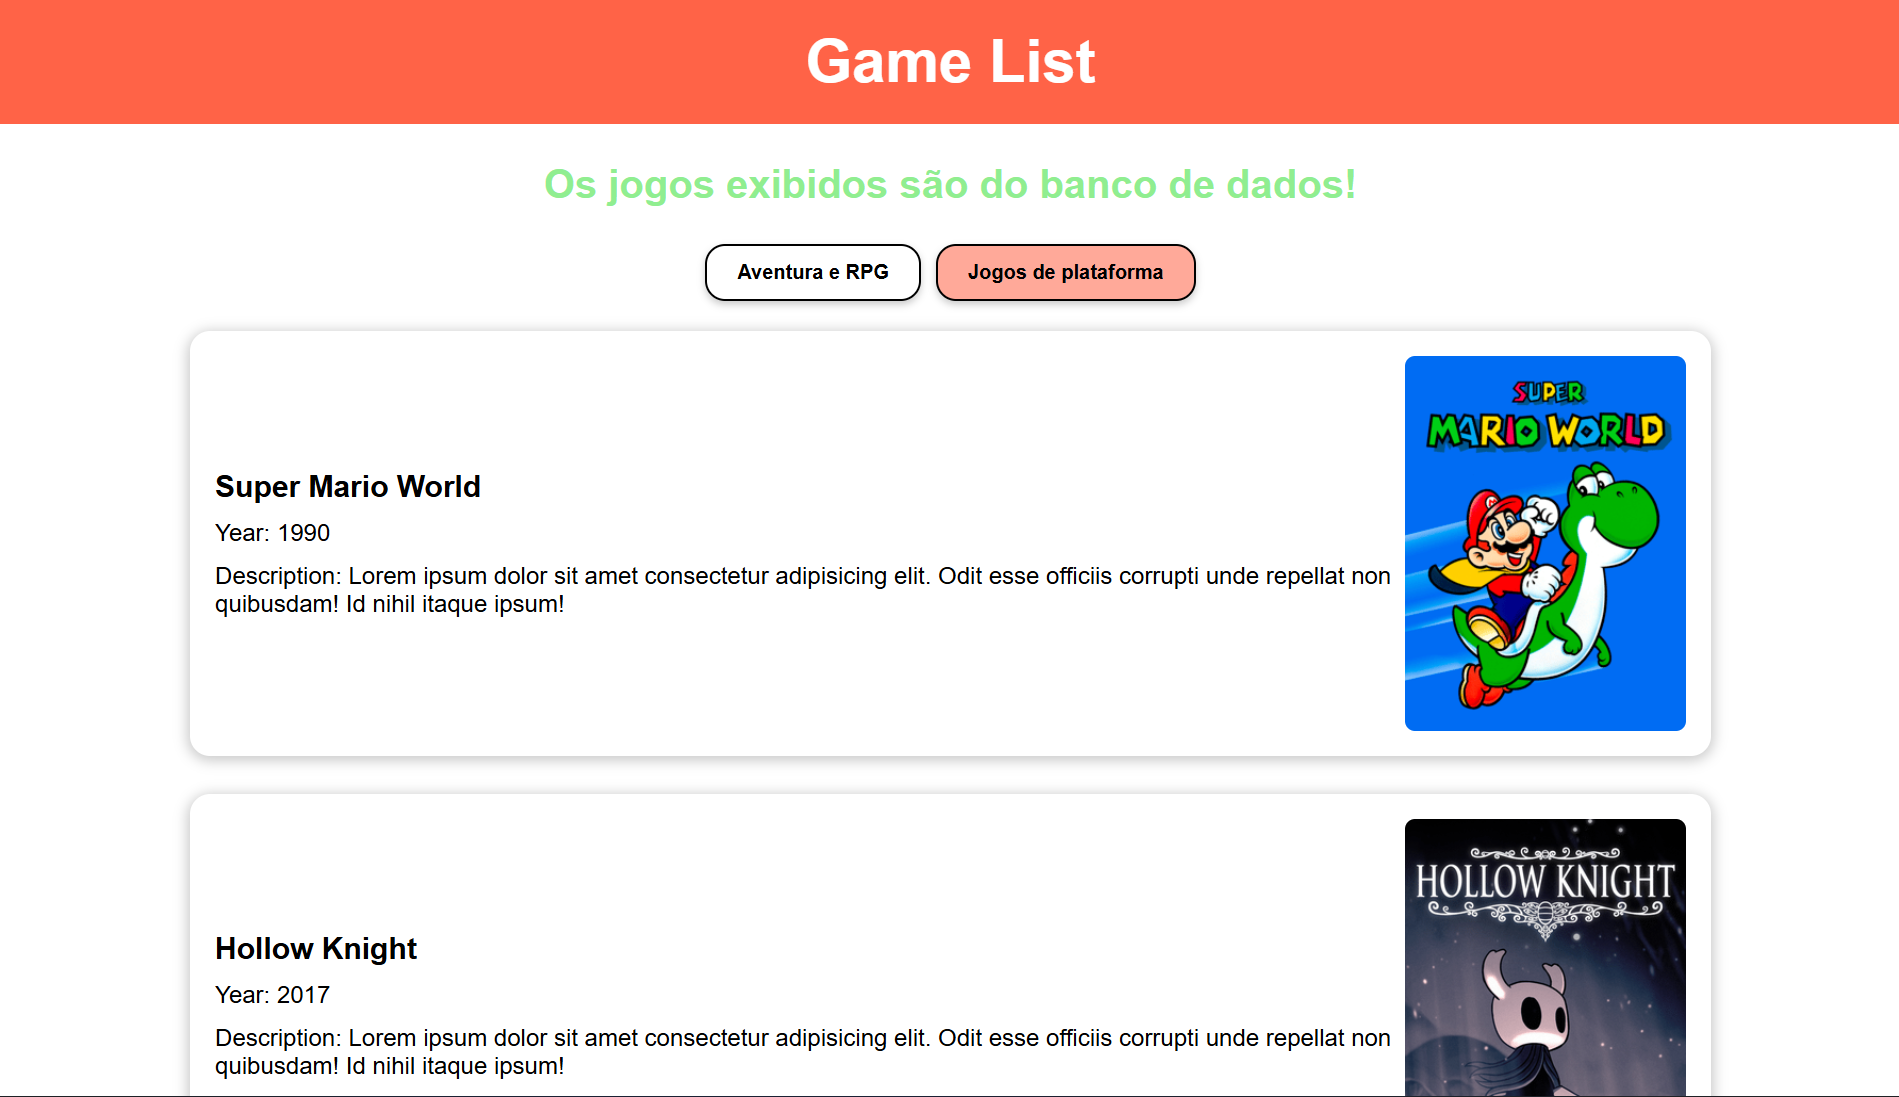 Game List
Os jogos exibidos são do banco de dados!
Aventura e RPG
Jogos de plataforma
Super Mario World
Year: 1990
Description: Lorem ipsum dolor sit amet consectetur adipisicing elit. Odit esse officiis corrupti unde repellat non
quibusdam! Id nihil itaque ipsum!
SUPER
MARIO WORLD
M
Hollow Knight
Year: 2017
Description: Lorem ipsum dolor sit amet consectetur adipisicing elit. Odit esse officiis corrupti unde repellat non
quibusdam! Id nihil itaque ipsum!
HOLLOW KNIGHT